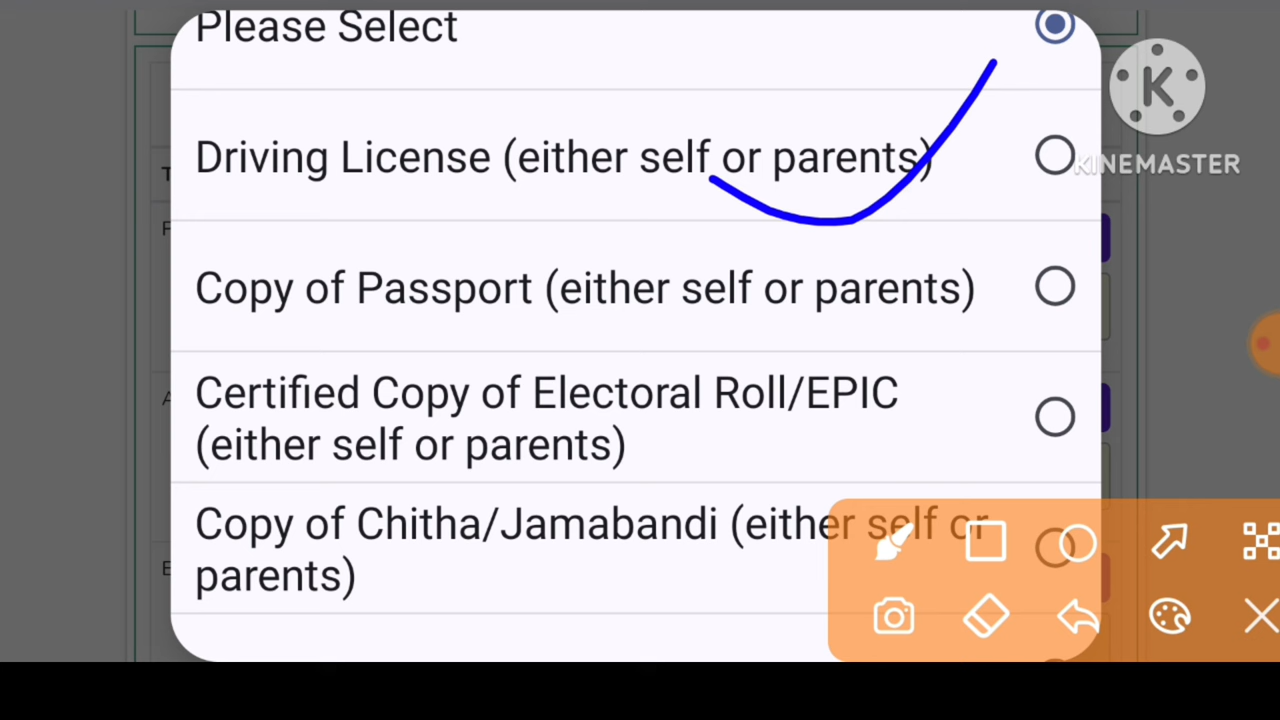 Please Select
Driving License (either self or parents)
Copy of Passport (either self or parents)
Certified Copy of Electoral Roll/EPIC
(either self or parents)
Copy of Chitha/Jamabandi (either self or
parents)
K
KINEMASTER
T
F
A
E